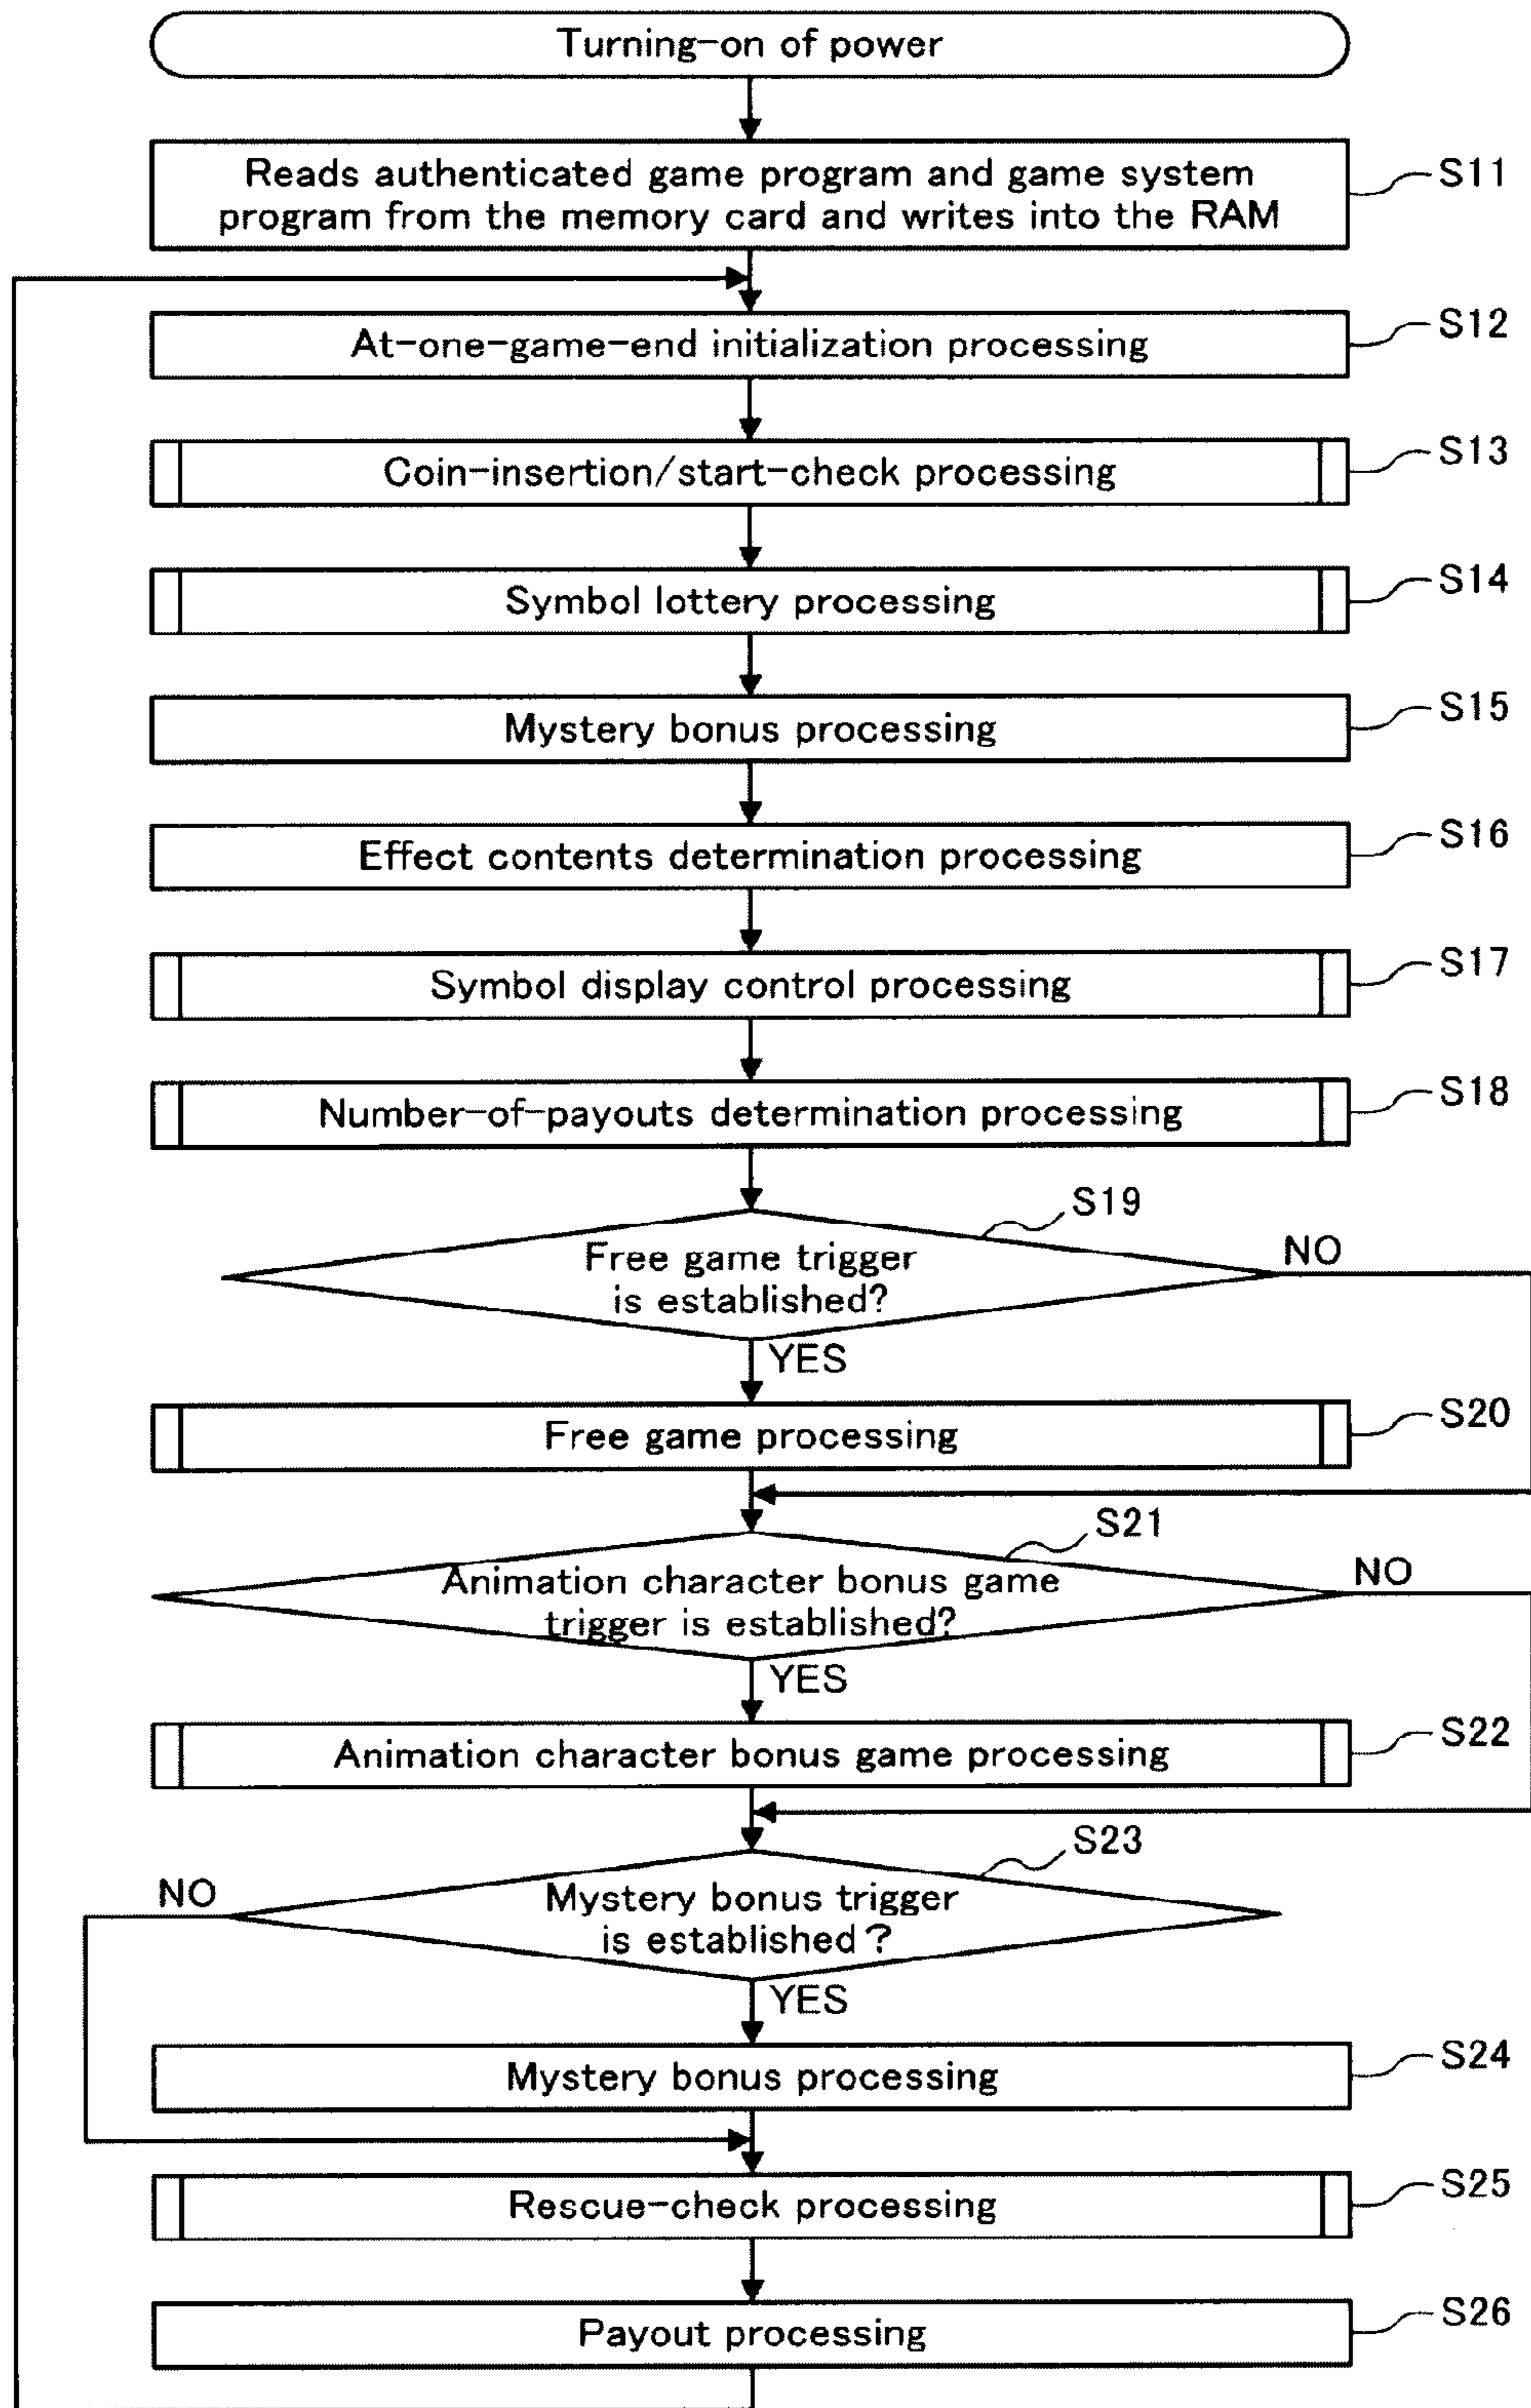 Turning-on of power
Reads authenticated game program and game system
program from the memory card and writes into the RAM
S11
At-one-game-end initialization processing
S12
Coin-insertion/start-check processing
S13
Symbol lottery processing
S14
Mystery bonus processing
S15
Effect contents determination processing
S16
Symbol display control processing
S17
Number-of-payouts determination processing
S18
S19
Free game trigger
is established?
NO
YES
Free game processing
S20
S21
Animation character bonus game
trigger is established?
NO
YES
Animation character bonus game processing
S22
S23
NO
Mystery bonus trigger
is established?
YES
Mystery bonus processing
S24
Rescue-check processing
S25
Payout processing
S26